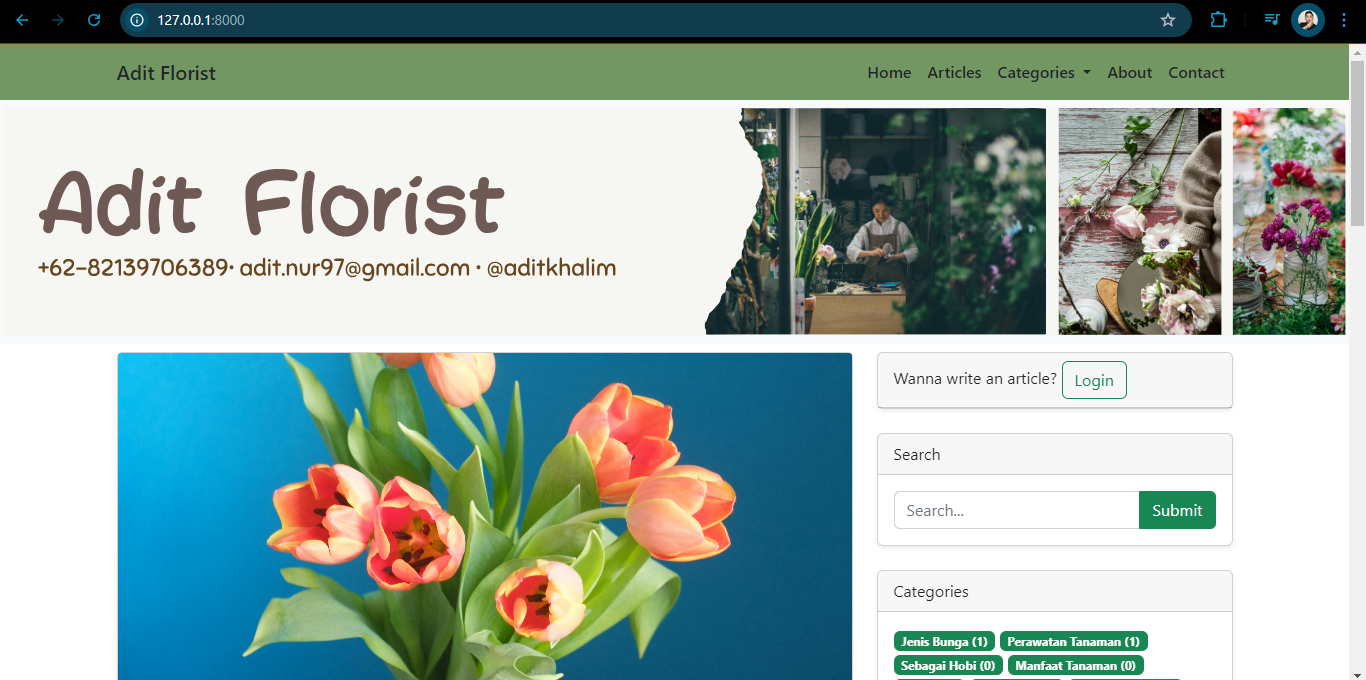 127.0.0.1:8000
Adit Florist
Home Articles Categories About Contact
Adit Florist
+62-82139706389• adit.nur97@gmail.com • @aditkhalim
Wanna write an article? Login
Search
Search...
Submit
Categories
Jenis Bunga (1) Perawatan Tanaman (1)
Sebagai Hobi (0) Manfaat Tanaman (0)